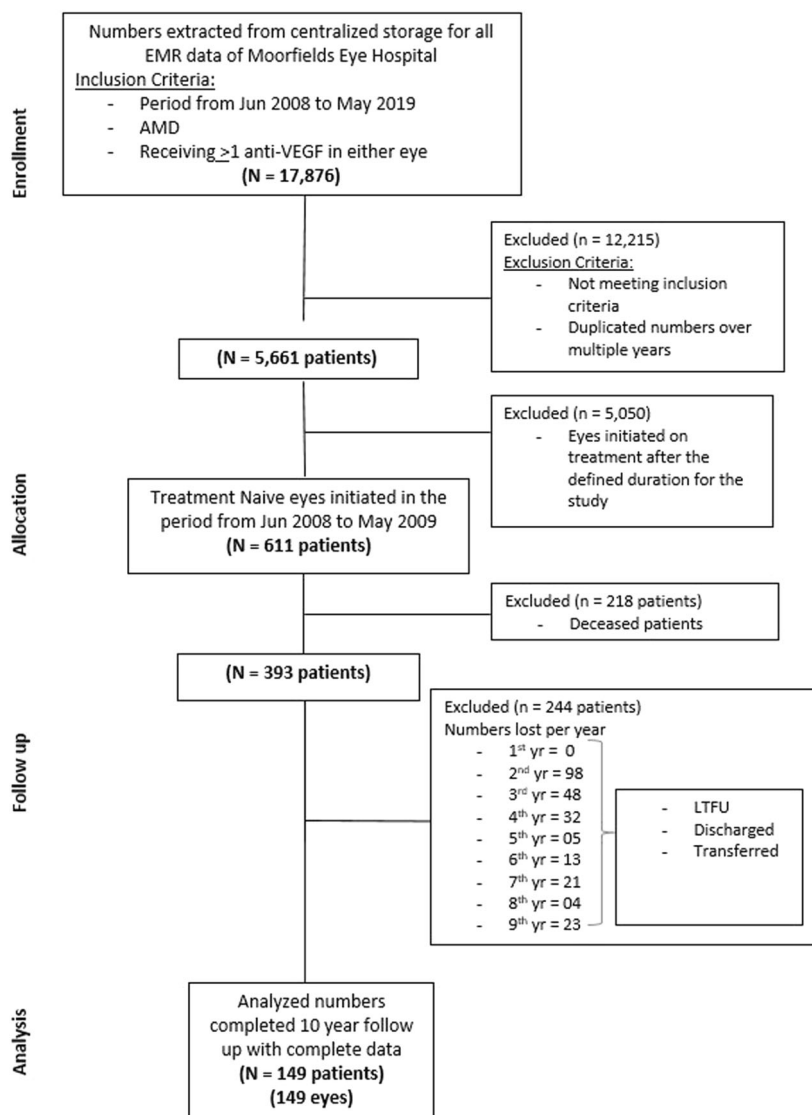 Enrollment
Numbers extracted from centralized storage for all
EMR data of Moorfields Eye Hospital
Inclusion Criteria:
- Period from Jun 2008 to May 2019
- AMD
- Receiving >1 anti-VEGF in either eye
(N = 17,876)
Excluded (n = 12,215)
Exclusion Criteria:
- Not meeting inclusion
criteria
- Duplicated numbers over
multiple years
(N = 5,661 patients)
Allocation
Excluded (n = 5,050)
- Eyes initiated on
treatment after the
defined duration for the
study
Treatment Naive eyes initiated in the
period from Jun 2008 to May 2009
(N = 611 patients)
Excluded (n = 218 patients)
- Deceased patients
(N = 393 patients)
Follow up
Excluded (n = 244 patients)
Numbers lost per year
- 1st yr = 0
- 2nd yr = 98
- 3rd yr = 48
- 4th yr = 32
- 5th yr = 05
- 6th yr = 13
- 7th yr = 21
- 8th yr = 04
- 9th yr = 23
- LTFU
- Discharged
- Transferred
Analysis
Analyzed numbers
completed 10 year follow
up with complete data
(N = 149 patients)
(149 eyes)